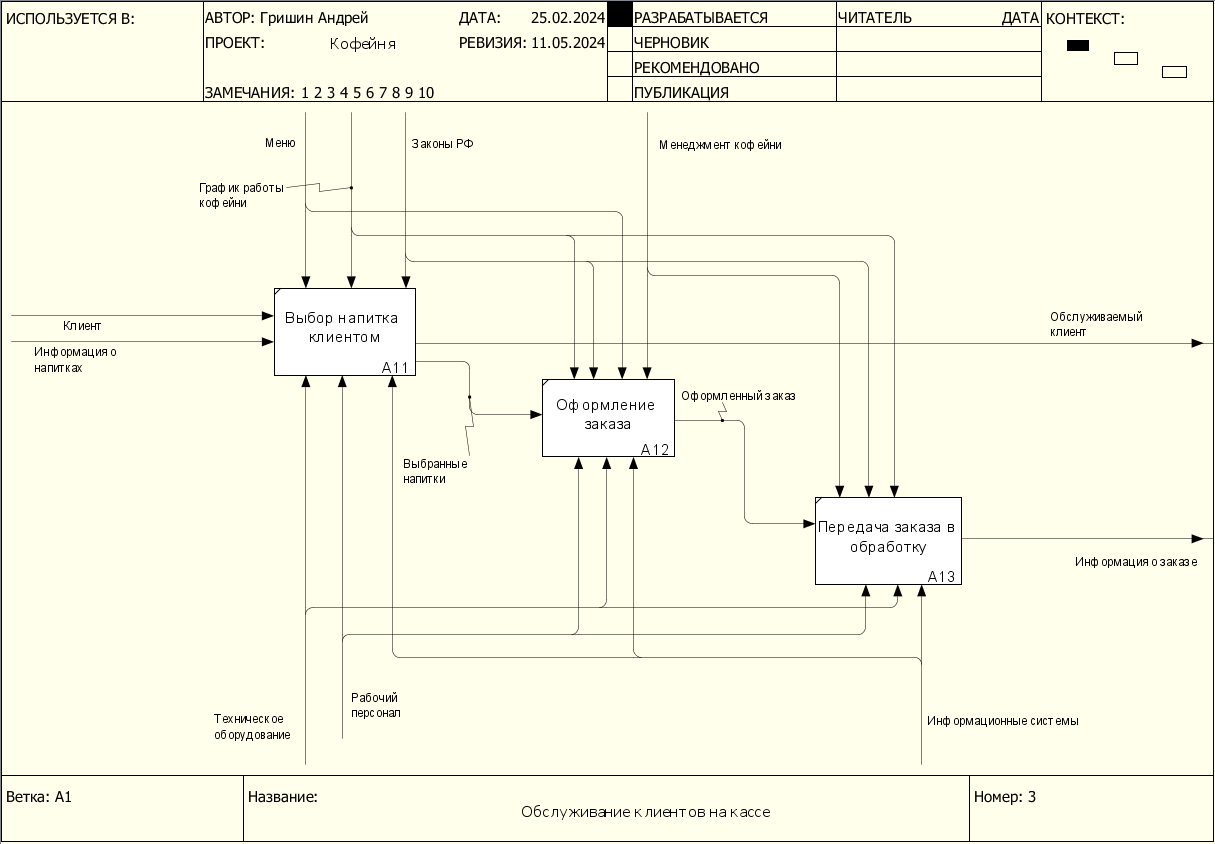 ИСПОЛЬЗУЕТСЯ В:
АВТОР: Гришин Андрей
ДАТА: 25.02.2024
ПРОЕКТ: Кофейня
РЕВИЗИЯ: 11.05.2024
ЗАМЕЧАНИЯ: 1 2 3 4 5 6 7 8 9 10
РАЗРАБАТЫВАЕТСЯ
ЧЕРНОВИК
РЕКОМЕНДОВАНО
ПУБЛИКАЦИЯ
ЧИТАТЕЛЬ
ДАТА
КОНТЕКСТ:
Меню
Законы РФ
Менеджмент кофейни
График работы
кофейни
Клиент
Информация о
напитках
Выбор напитка
клиентом
A11
Обслуживаемый
клиент
Оформление
заказа
A12
Оформленный заказ
Выбранные
напитки
Передача заказа в
обработку
A13
Информация о заказе
Рабочий
персонал
Техническое
оборудование
Информационные системы
Ветка: A1
Название:
Обслуживание клиентов на кассе
Номер: 3